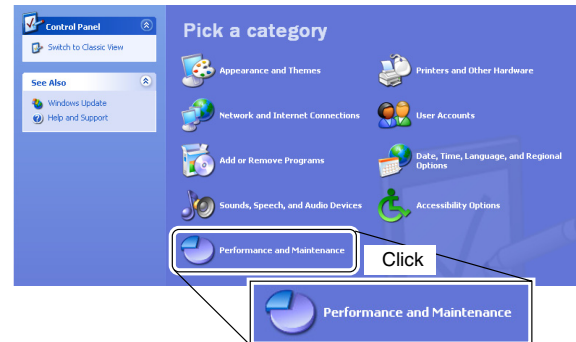 Control Panel
Switch to Classic View
See Also
Windows Update
Help and Support
Pick a category
Appearance and Themes
Printers and Other Hardware
Network and Internet Connections
User Accounts
Add or Remove Programs
Date, Time, Language, and Regional
Options
Sounds, Speech, and Audio Devices
Accessibility Options
Performance and Maintenance
Click
Performance and Maintenance